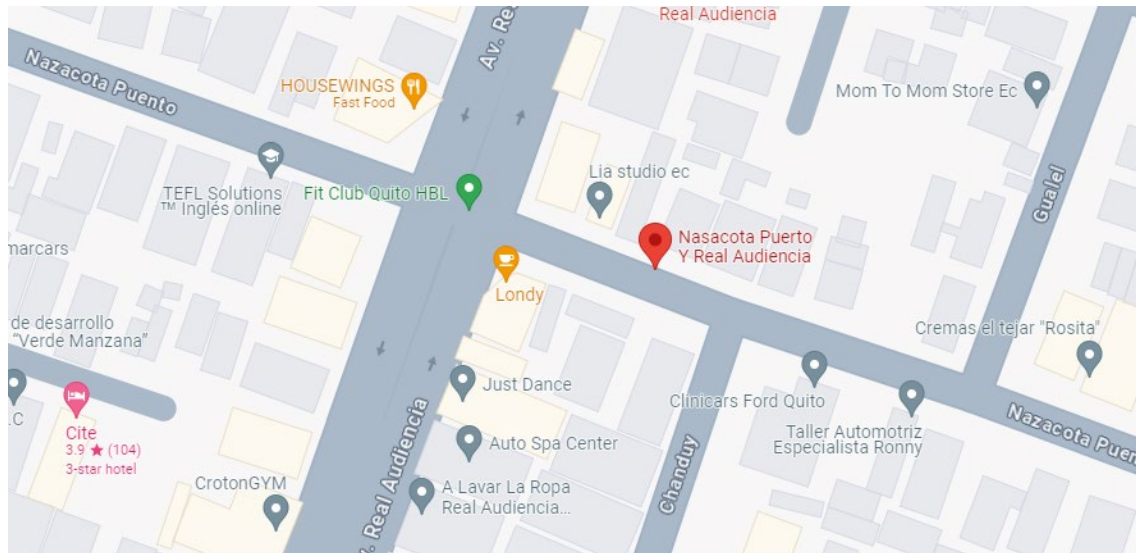 Real Audiencia
Av. Re
Nazacota Puento
HOUSEWINGS
Fast Food
Mom To Mom Store Ec
Lia studio ec
TEFL Solutions
™ Inglés online
Fit Club Quito HBL
Gualel
Nasacota Puerto
Y Real Audiencia
marcars
Londy
de desarrollo
“Verde Manzana”
Cremas el tejar "Rosita"
Just Dance
Clinicars Ford Quito
.C
Cite
3.9 ★ (104)
3-star hotel
Auto Spa Center
Taller Automotriz
Especialista Ronny
Nazacota Puen
Chanduy
CrotonGYM
A Lavar La Ropa
Real Audiencia...
. Real Audiencia